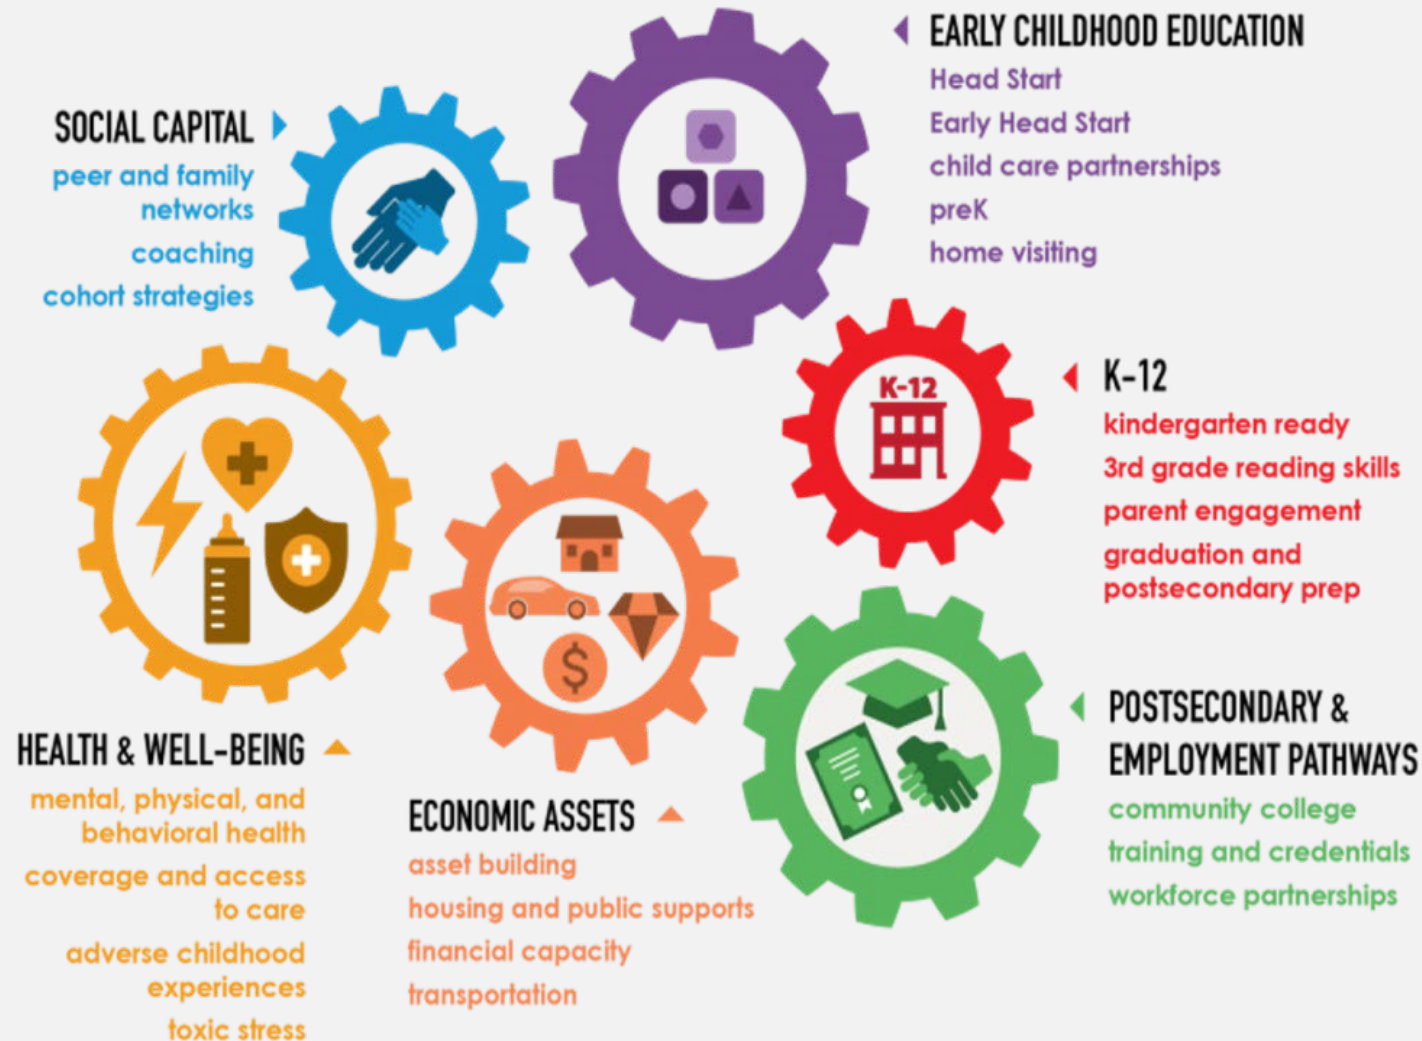 SOCIAL CAPITAL
peer and family
networks
coaching
cohort strategies
EARLY CHILDHOOD EDUCATION
Head Start
Early Head Start
child care partnerships
preK
home visiting
K-12
K-12
kindergarten ready
3rd grade reading skills
parent engagement
graduation and
postsecondary prep
HEALTH & WELL-BEING
mental, physical, and
behavioral health
coverage and access
to care
adverse childhood
experiences
toxic stress
$
ECONOMIC ASSETS
asset building
housing and public supports
financial capacity
transportation
POSTSECONDARY &
EMPLOYMENT PATHWAYS
community college
training and credentials
workforce partnerships